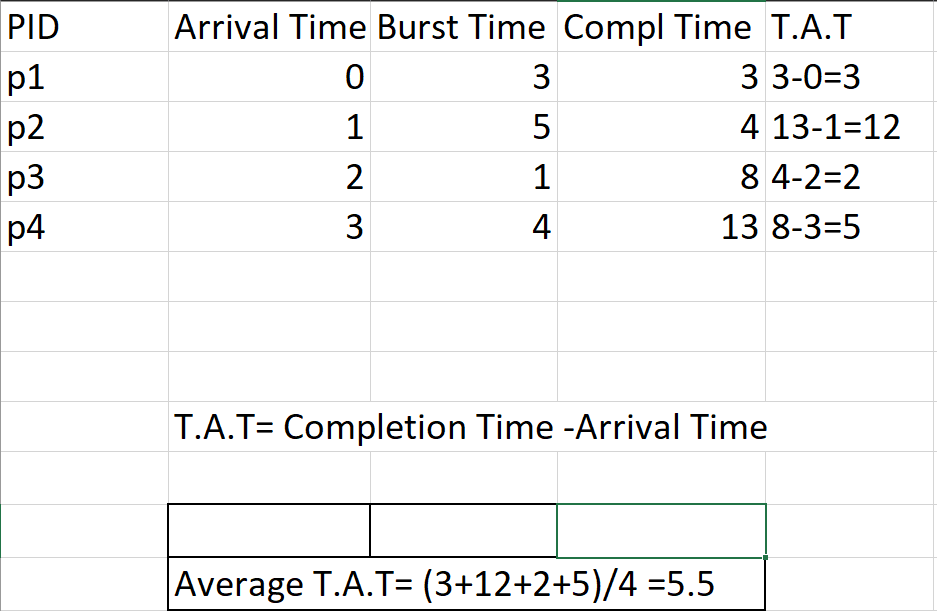 PID Arrival Time Burst Time Compl Time T.A.T
p1 0 3 3 3-0=3
p2 1 5 4 13-1=12
p3 2 1 8 4-2=2
p4 3 4 13 8-3=5
T.A.T= Completion Time -Arrival Time
Average T.A.T= (3+12+2+5)/4 =5.5